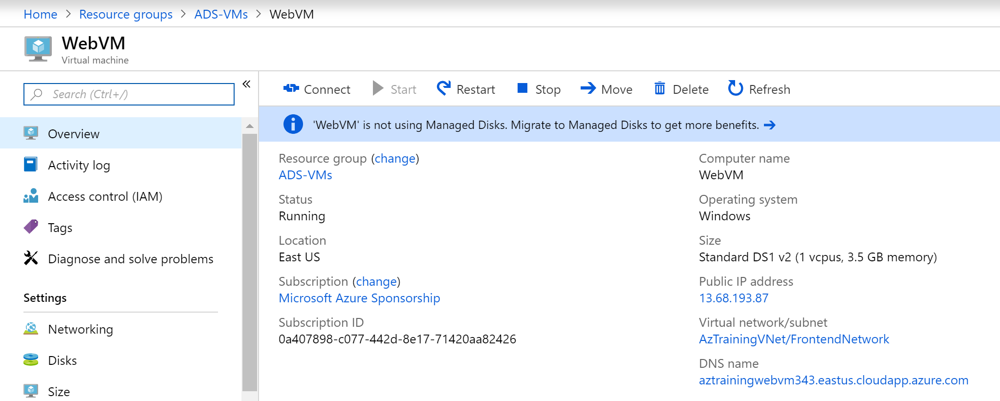 Home > Resource groups > ADS-VMs > WebVM
WebVM
Virtual machine
Search (Ctrl+/)
«
Overview
Activity log
Access control (IAM)
Tags
Diagnose and solve problems
Settings
Networking
Disks
Size
Connect Start Restart Stop Move Delete Refresh
'WebVM' is not using Managed Disks. Migrate to Managed Disks to get more benefits. →
Resource group (change)
ADS-VMs
Status
Running
Location
East US
Subscription (change)
Microsoft Azure Sponsorship
Subscription ID
0a407898-c077-442d-8e17-71420aa82426
Computer name
WebVM
Operating system
Windows
Size
Standard DS1 v2 (1 vcpus, 3.5 GB memory)
Public IP address
13.68.193.87
Virtual network/subnet
AzTrainingVNet/FrontendNetwork
DNS name
aztrainingwebvm343.eastus.cloudapp.azure.com